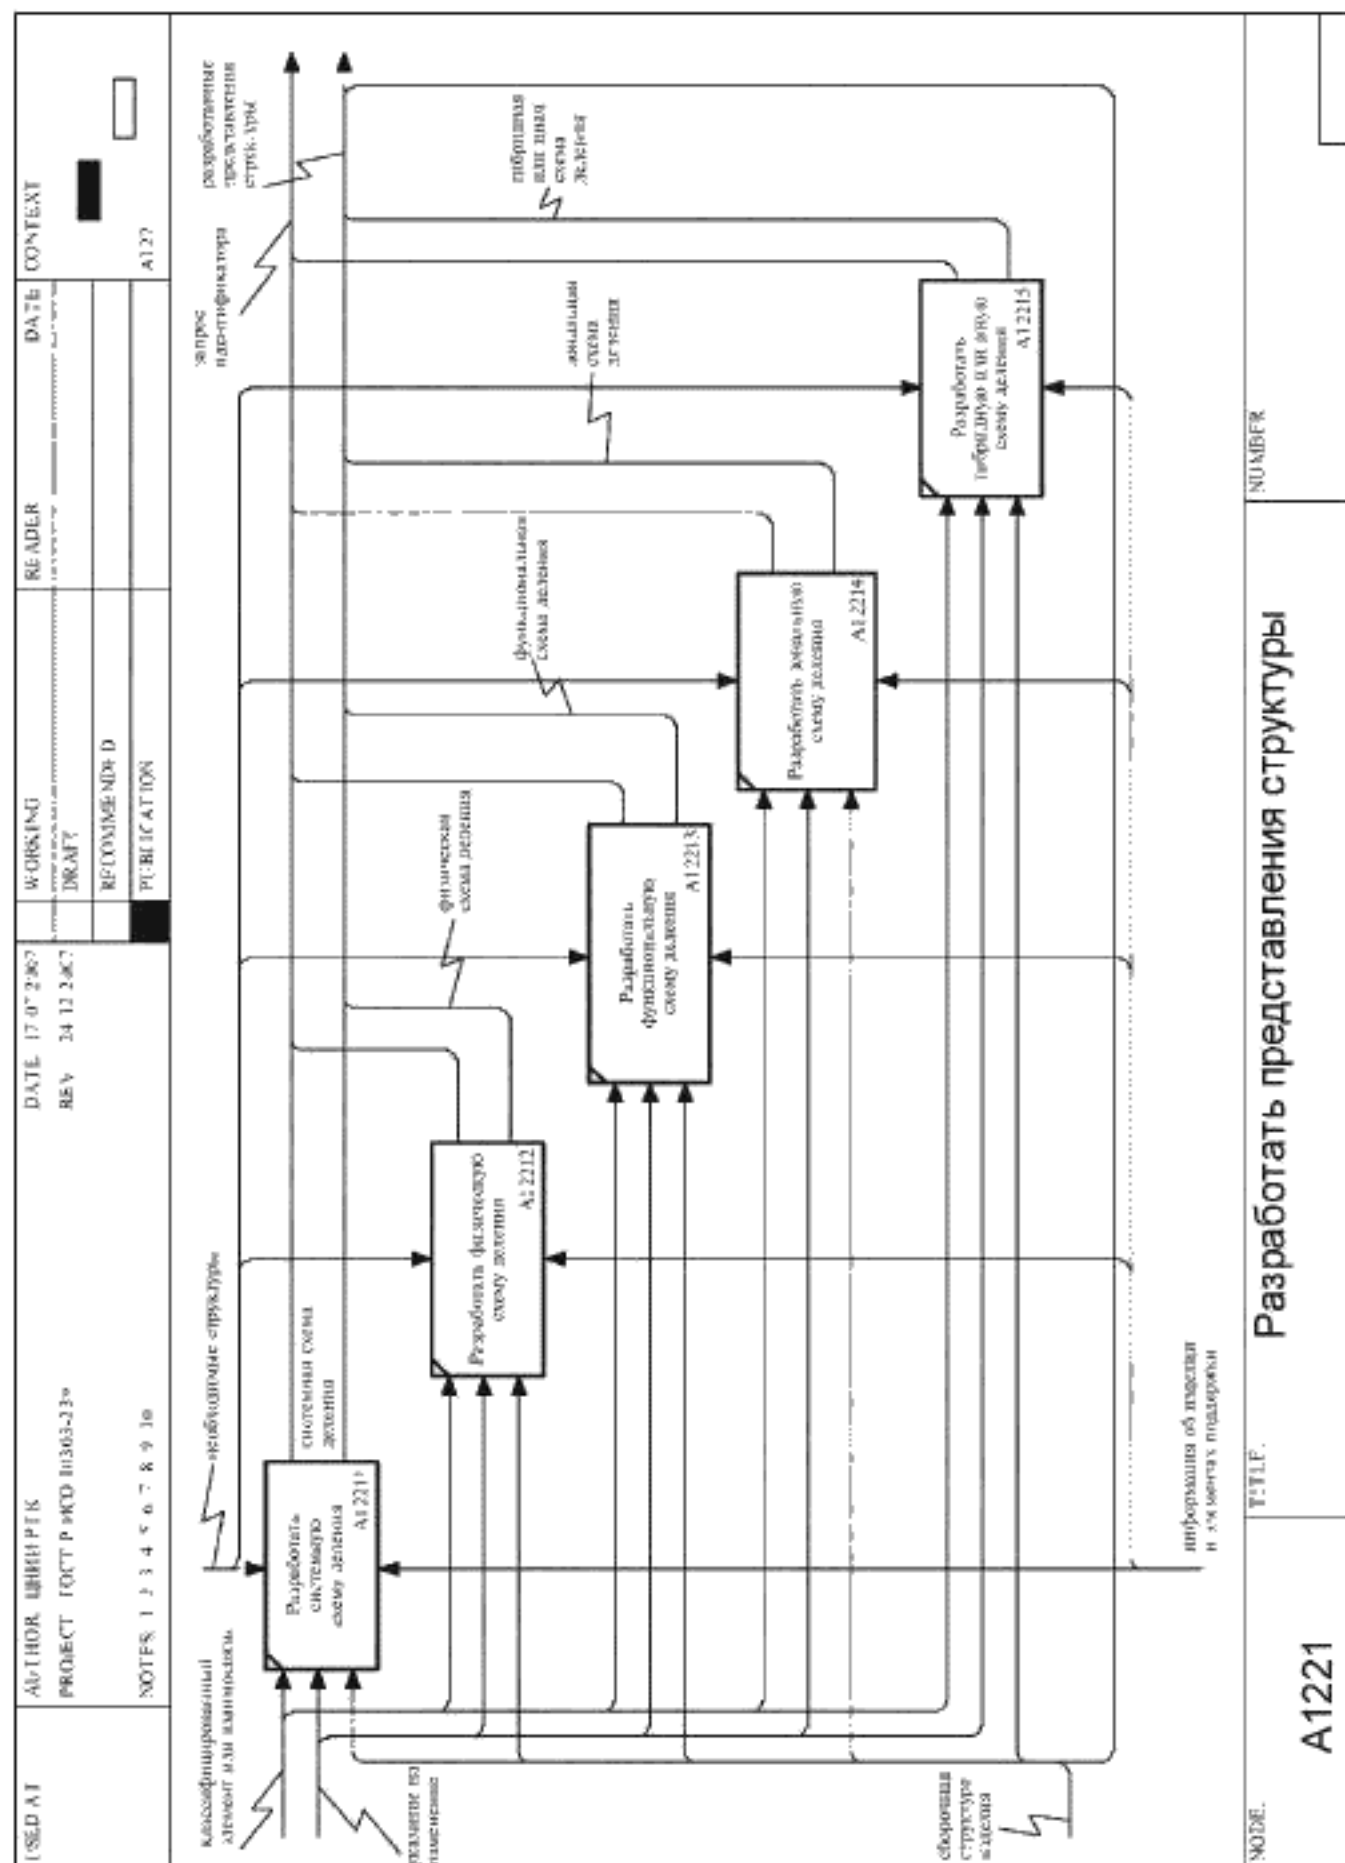 USED AT
AUTHOR ЦНИИ РТК
PROJECT ГОСТ Р ИСО 10303-239
NOTES 1 2 3 4 5 6 7 8 9 10
DATE 17 07 2007
REV 24 12 2007
WORKING
DRAFT
RECOMMENDED
PUBLICATION
READER
DATE
CONTEXT
A122
классифицированный
элемент или взаимосвязь
указание по
изменению
сборочная
структура
изделия
необходимые структуры
информация об изделии
и элементах поддержки
Разработать
системную
схему деления
A12211
системная схема
деления
Разработать физическую
схему деления
A12212
физическая
схема деления
Разработать
функциональную
схему деления
A12213
функциональная
схема деления
Разработать зональную
схему деления
A12214
зональная
схема
деления
Разработать
гибридную или иную
схему деления
A12215
гибридная
или иная
схема
деления
запрос
идентификатора
разработанные
представления
структуры
NODE:
A1221
TITLE:
Разработать представления структуры
NUMBER